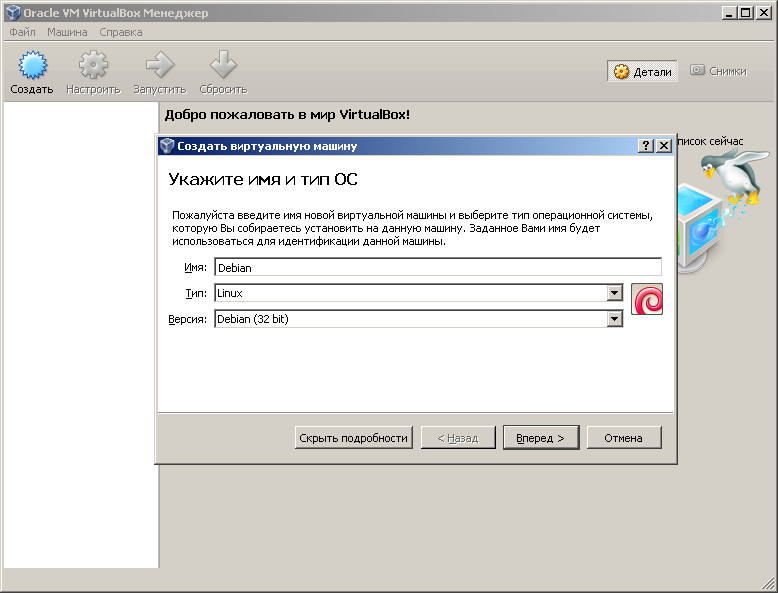 Oracle VM VirtualBox Менеджер
Файл Машина Справка
Создать Настроить Запустить Сбросить Детали Снимки
Добро пожаловать в мир VirtualBox!
сейчас
Создать виртуальную машину
Укажите имя и тип ОС
Пожалуйста введите имя новой виртуальной машины и выберите тип операционной системы,
которую Вы собираетесь установить на данную машину. Заданное Вами имя будет
использоваться для идентификации данной машины.
Имя: Debian
Тип: Linux
Версия: Debian (32 bit)
Скрыть подробности < Назад Вперед > Отмена